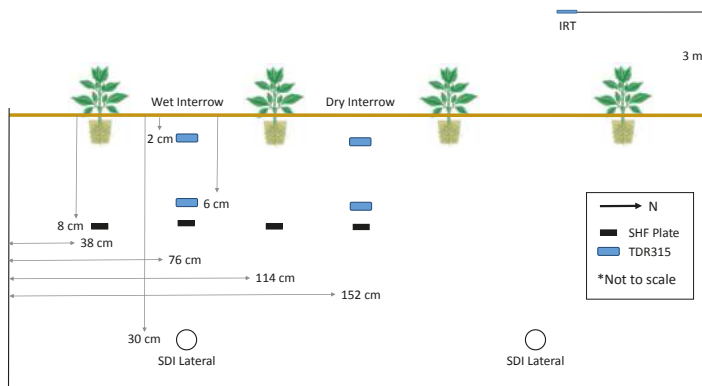 IRT
3 m
Wet Interrow
Dry Interrow
2 cm
6 cm
8 cm
38 cm
76 cm
114 cm
152 cm
30 cm
SDI Lateral
SDI Lateral
N
SHF Plate
TDR315
*Not to scale